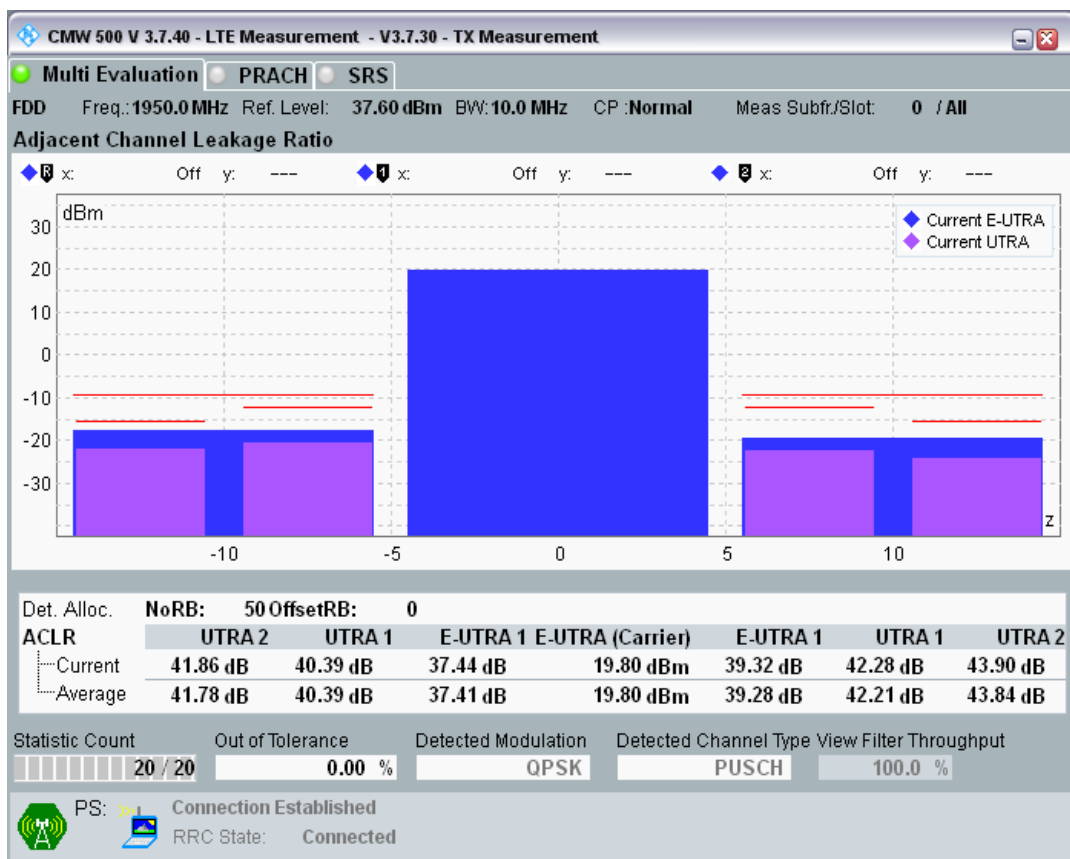 CMW 500 V 3.7.40 - LTE Measurement - V3.7.30 - TX Measurement
Multi Evaluation PRACH SRS
FDD Freq.: 1950.0 MHz Ref. Level: 37.60 dBm BW: 10.0 MHz CP :Normal Meas Subfr./Slot: 0 / All
Adjacent Channel Leakage Ratio
R x: Off y: --- 1 x: Off y: --- 2 x: Off y: ---
dBm
Current E-UTRA
Current UTRA
30
20
10
0
-10
-20
-30
z
-10 -5 0 5 10
Det. Alloc. NoRB: 50 OffsetRB: 0
ACLR UTRA 2 UTRA 1 E-UTRA 1 E-UTRA (Carrier) E-UTRA 1 UTRA 1 UTRA 2
Current 41.86 dB 40.39 dB 37.44 dB 19.80 dBm 39.32 dB 42.28 dB 43.90 dB
Average 41.78 dB 40.39 dB 37.41 dB 19.80 dBm 39.28 dB 42.21 dB 43.84 dB
Statistic Count Out of Tolerance Detected Modulation Detected Channel Type View Filter Throughput
20 / 20 0.00 % QPSK PUSCH 100.0 %
PS: Connection Established
RRC State: Connected